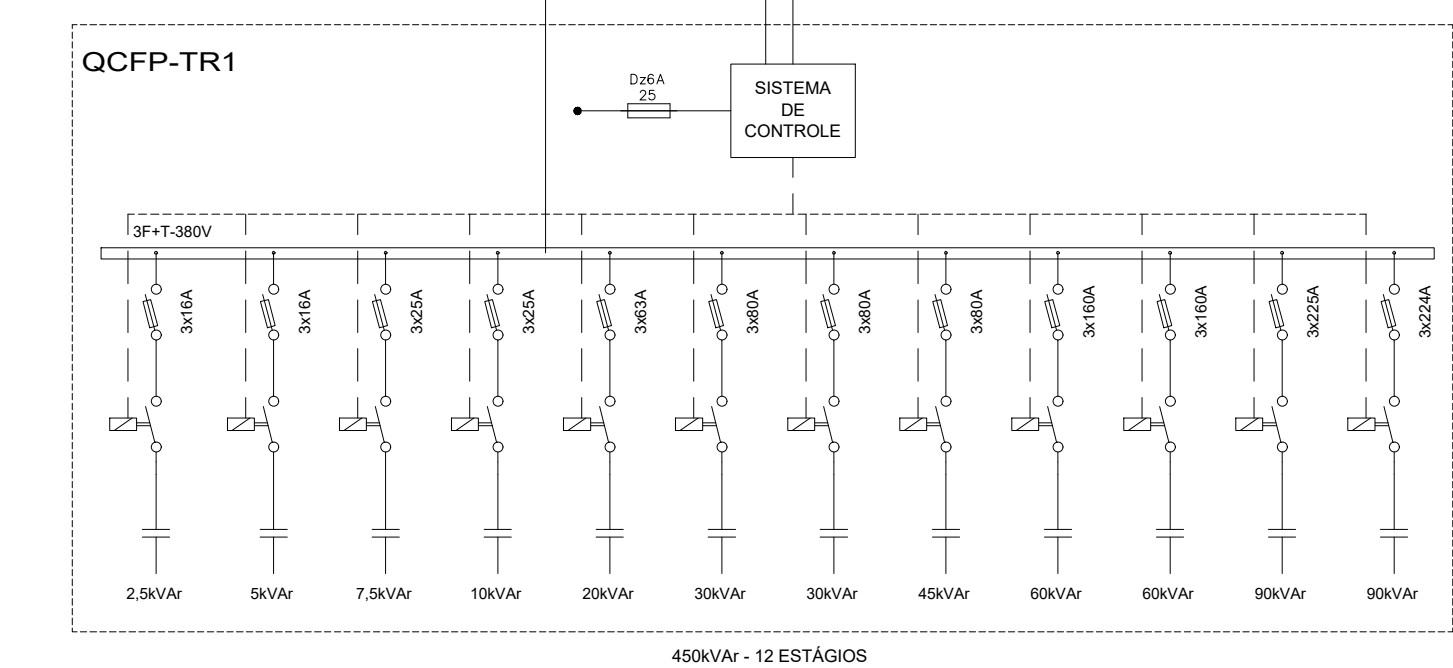 QCFP-TR1
Dz6A
25
SISTEMA
DE
CONTROLE
3F+T-380V
3x16A
3x16A
3x25A
3x25A
3x63A
3x80A
3x80A
3x80A
3x160A
3x160A
3x225A
3x224A
2,5kVAr
5kVAr
7,5kVAr
10kVAr
20kVAr
30kVAr
30kVAr
45kVAr
60kVAr
60kVAr
90kVAr
90kVAr
450kVAr - 12 ESTÁGIOS